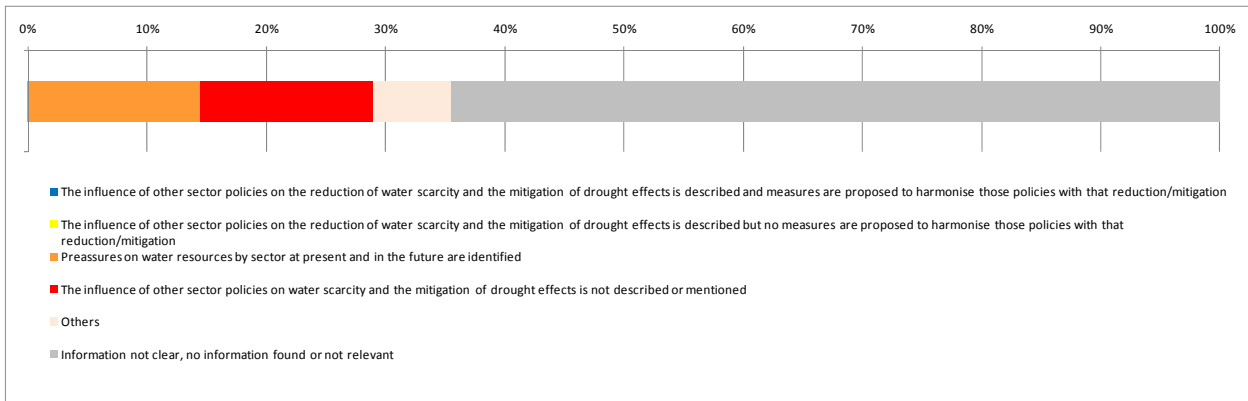 0% 10% 20% 30% 40% 50% 60% 70% 80% 90% 100%
The influence of other sector policies on the reduction of water scarcity and the mitigation of drought effects is described and measures are proposed to harmonise those policies with that reduction/mitigation
The influence of other sector policies on the reduction of water scarcity and the mitigation of drought effects is described but no measures are proposed to harmonise those policies with that
reduction/mitigation
Preassures on water resources by sector at present and in the future are identified
The influence of other sector policies on water scarcity and the mitigation of drought effects is not described or mentioned
Others
Information not clear, no information found or not relevant